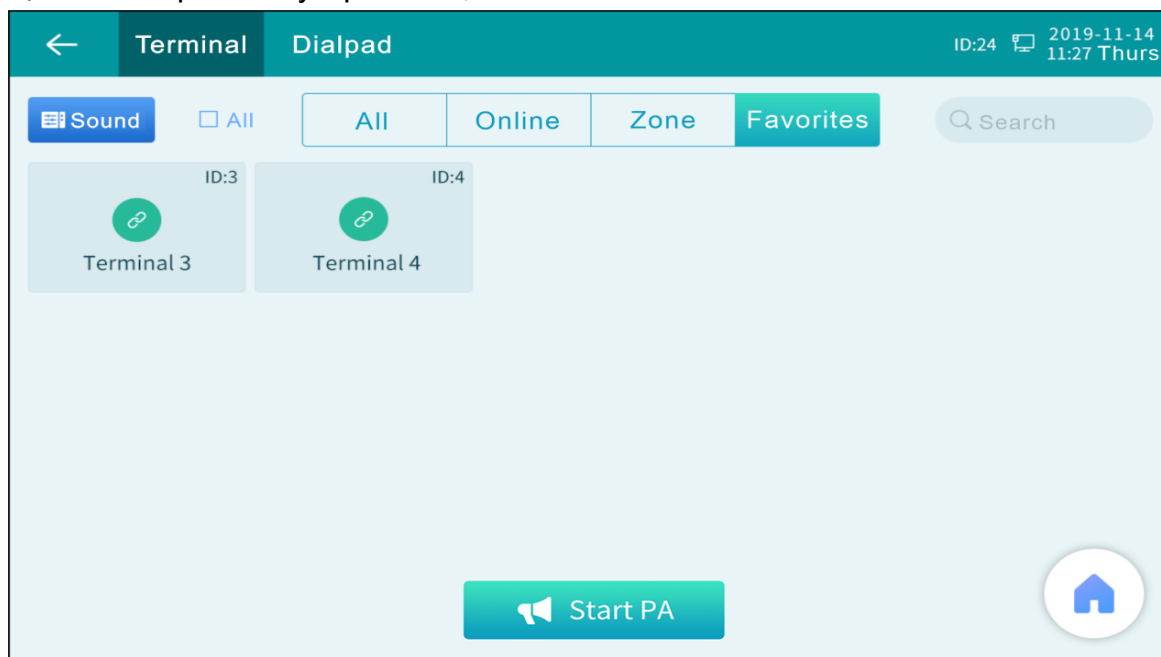 Terminal Dialpad ID:24 2019-11-14
11:27 Thurs
Sound All All Online Zone Favorites Search
ID:3 ID:4
Terminal 3 Terminal 4
Start PA